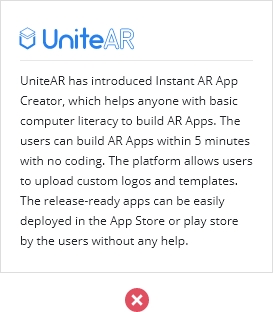 UniteAR
UniteAR has introduced Instant AR App
Creator, which helps anyone with basic
computer literacy to build AR Apps. The
users can build AR Apps within 5 minutes
with no coding. The platform allows users
to upload custom logos and templates.
The release-ready apps can be easily
deployed in the App Store or play store
by the users without any help.